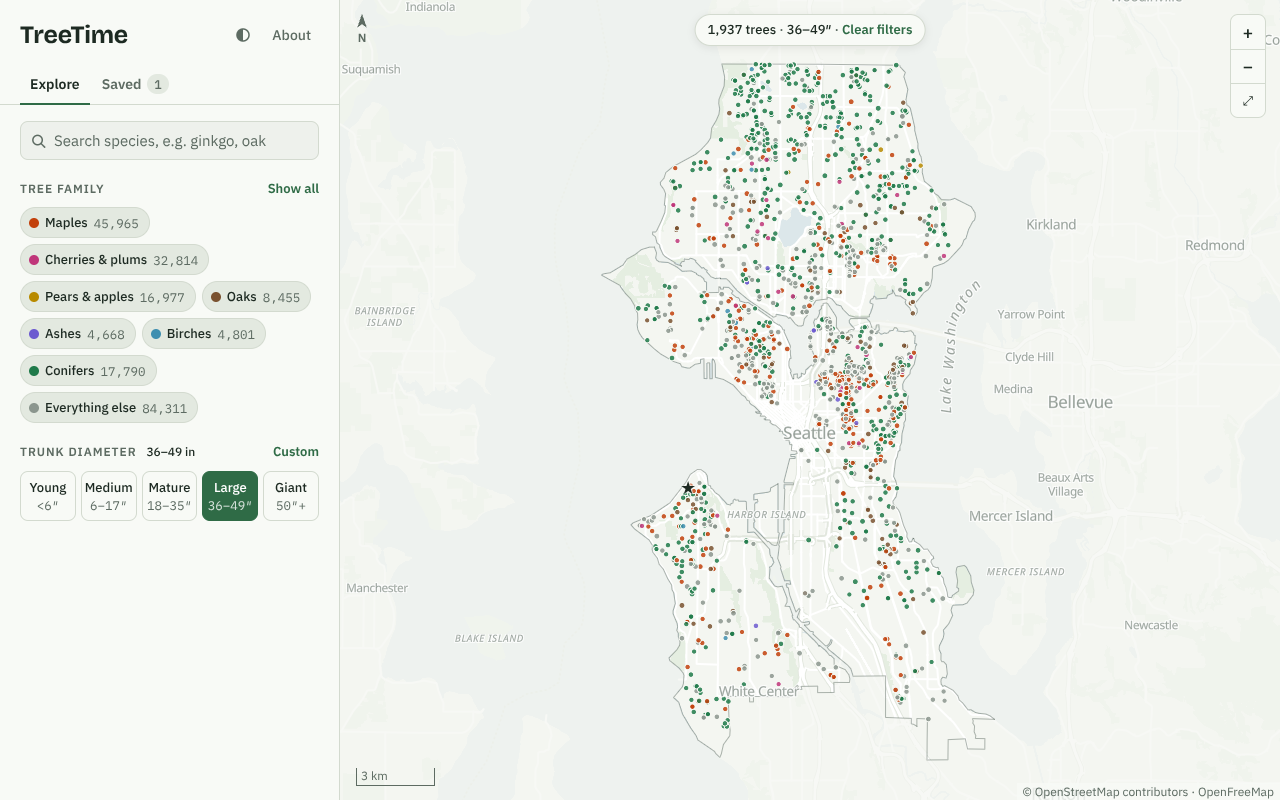 TreeTime
About
Explore
Saved 1
Search species, e.g. ginkgo, oak
TREE FAMILY
Show all
Maples 45,965
Cherries & plums 32,814
Pears & apples 16,977
Oaks 8,455
Ashes 4,668
Birches 4,801
Conifers 17,790
Everything else 84,311
TRUNK DIAMETER 36–49 in
Custom
Young
<6″
Medium
6–17″
Mature
18–35″
Large
36–49″
Giant
50″+
N
1,937 trees · 36–49″ · Clear filters
+
−
Indianola
Suquamish
Kirkland
Redmond
BAINBRIDGE
ISLAND
Lake Washington
Yarrow Point
Clyde Hill
Medina
Bellevue
Seattle
Beaux Arts
Village
HARBOR ISLAND
Mercer Island
MERCER ISLAND
Manchester
BLAKE ISLAND
Newcastle
White Center
3 km
© OpenStreetMap contributors · OpenFreeMap